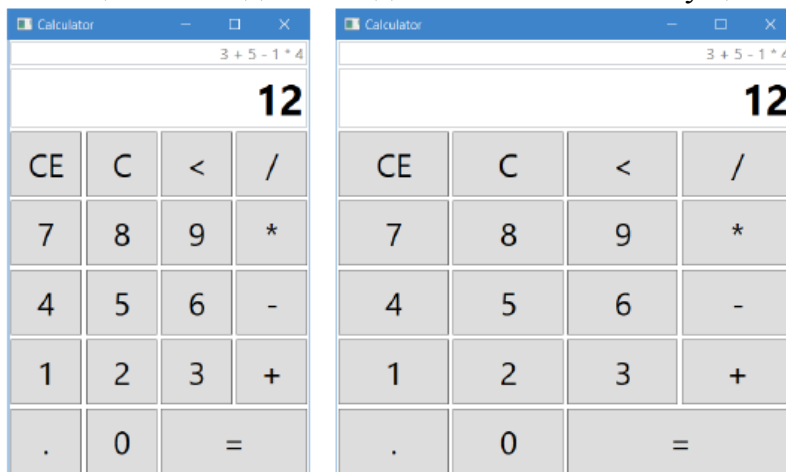 Calculator
3 + 5 - 1 * 4
12
CE C < /
7 8 9 *
4 5 6 -
1 2 3 +
. 0 =
Calculator
3 + 5 - 1 * 4
12
CE C < /
7 8 9 *
4 5 6 -
1 2 3 +
. 0 =